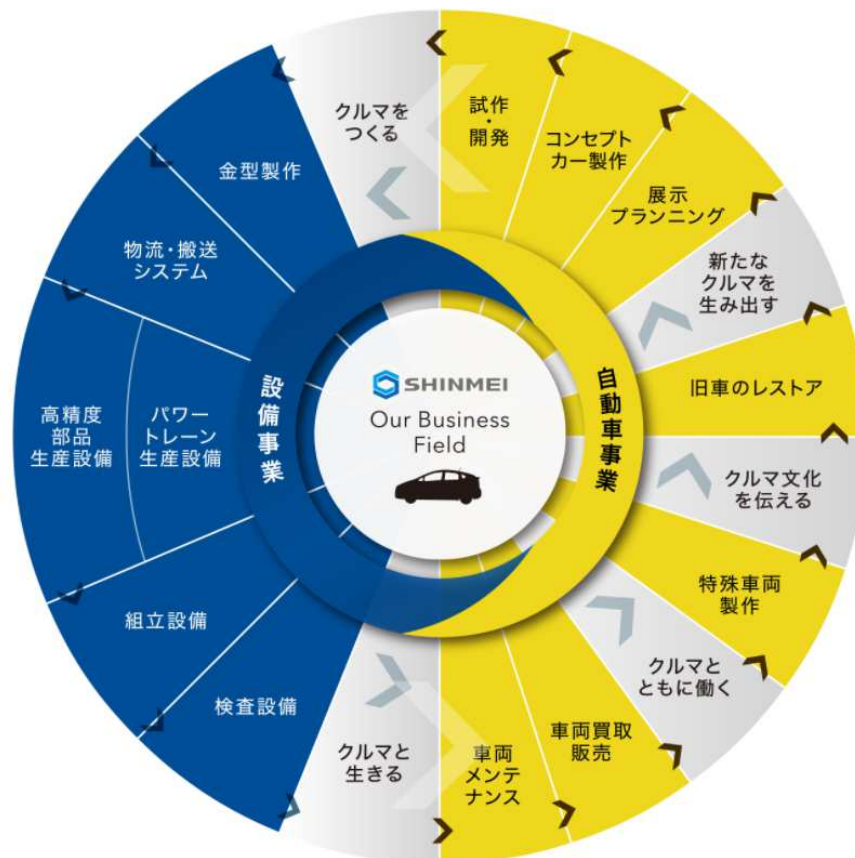 クルマを
つくる
試作
・
開発
コンセプト
カー製作
展示
プランニング
新たな
クルマを
生み出す
旧車のレストア
クルマ文化
を伝える
特殊車両
製作
クルマと
ともに働く
車両買取
販売
車両
メンテ
ナンス
クルマと
生きる
検査設備
組立設備
高精度
部品
生産設備
パワー
トレーン
生産設備
物流・搬送
システム
金型製作
設備事業
自動車事業
SHINMEI
Our Business
Field